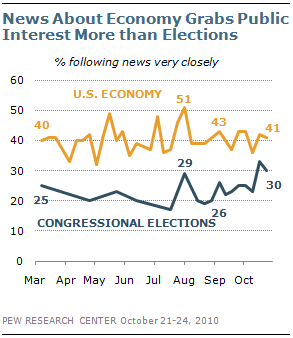 News About Economy Grabs Public
Interest More than Elections
% following news very closely
60
50
40
30
20
10
0
U.S. ECONOMY
40
51
43
41
25
29
26
30
CONGRESSIONAL ELECTIONS
Mar Apr May Jun Jul Aug Sep Oct
PEW RESEARCH CENTER October 21-24, 2010